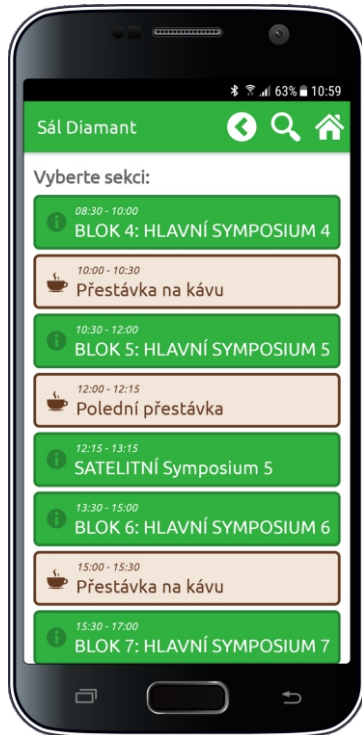 63% 10:59
Sál Diamant
Vyberte sekci:
08:30 - 10:00
BLOK 4: HLAVNÍ SYMPOSIUM 4
10:00 - 10:30
Přestávka na kávu
10:30 - 12:00
BLOK 5: HLAVNÍ SYMPOSIUM 5
12:00 - 12:15
Polední přestávka
12:15 - 13:15
SATELITNÍ Symposium 5
13:30 - 15:00
BLOK 6: HLAVNÍ SYMPOSIUM 6
15:00 - 15:30
Přestávka na kávu
15:30 - 17:00
BLOK 7: HLAVNÍ SYMPOSIUM 7